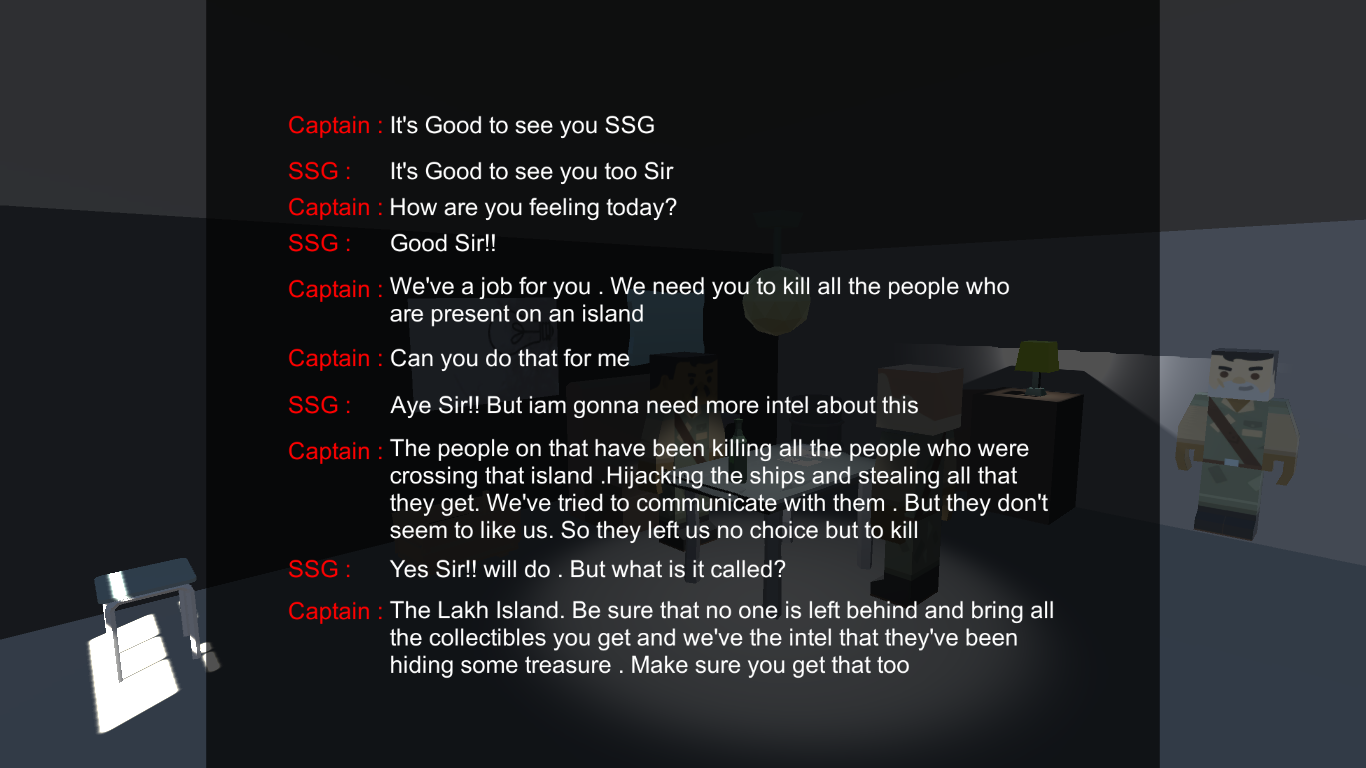 Captain : It's Good to see you SSG
SSG : It's Good to see you too Sir
Captain : How are you feeling today?
SSG : Good Sir!!
Captain : We've a job for you . We need you to kill all the people who
are present on an island
Captain : Can you do that for me
SSG : Aye Sir!! But iam gonna need more intel about this
Captain : The people on that have been killing all the people who were
crossing that island .Hijacking the ships and stealing all that
they get. We've tried to communicate with them . But they don't
seem to like us. So they left us no choice but to kill
SSG : Yes Sir!! will do . But what is it called?
Captain : The Lakh Island. Be sure that no one is left behind and bring all
the collectibles you get and we've the intel that they've been
hiding some treasure . Make sure you get that too